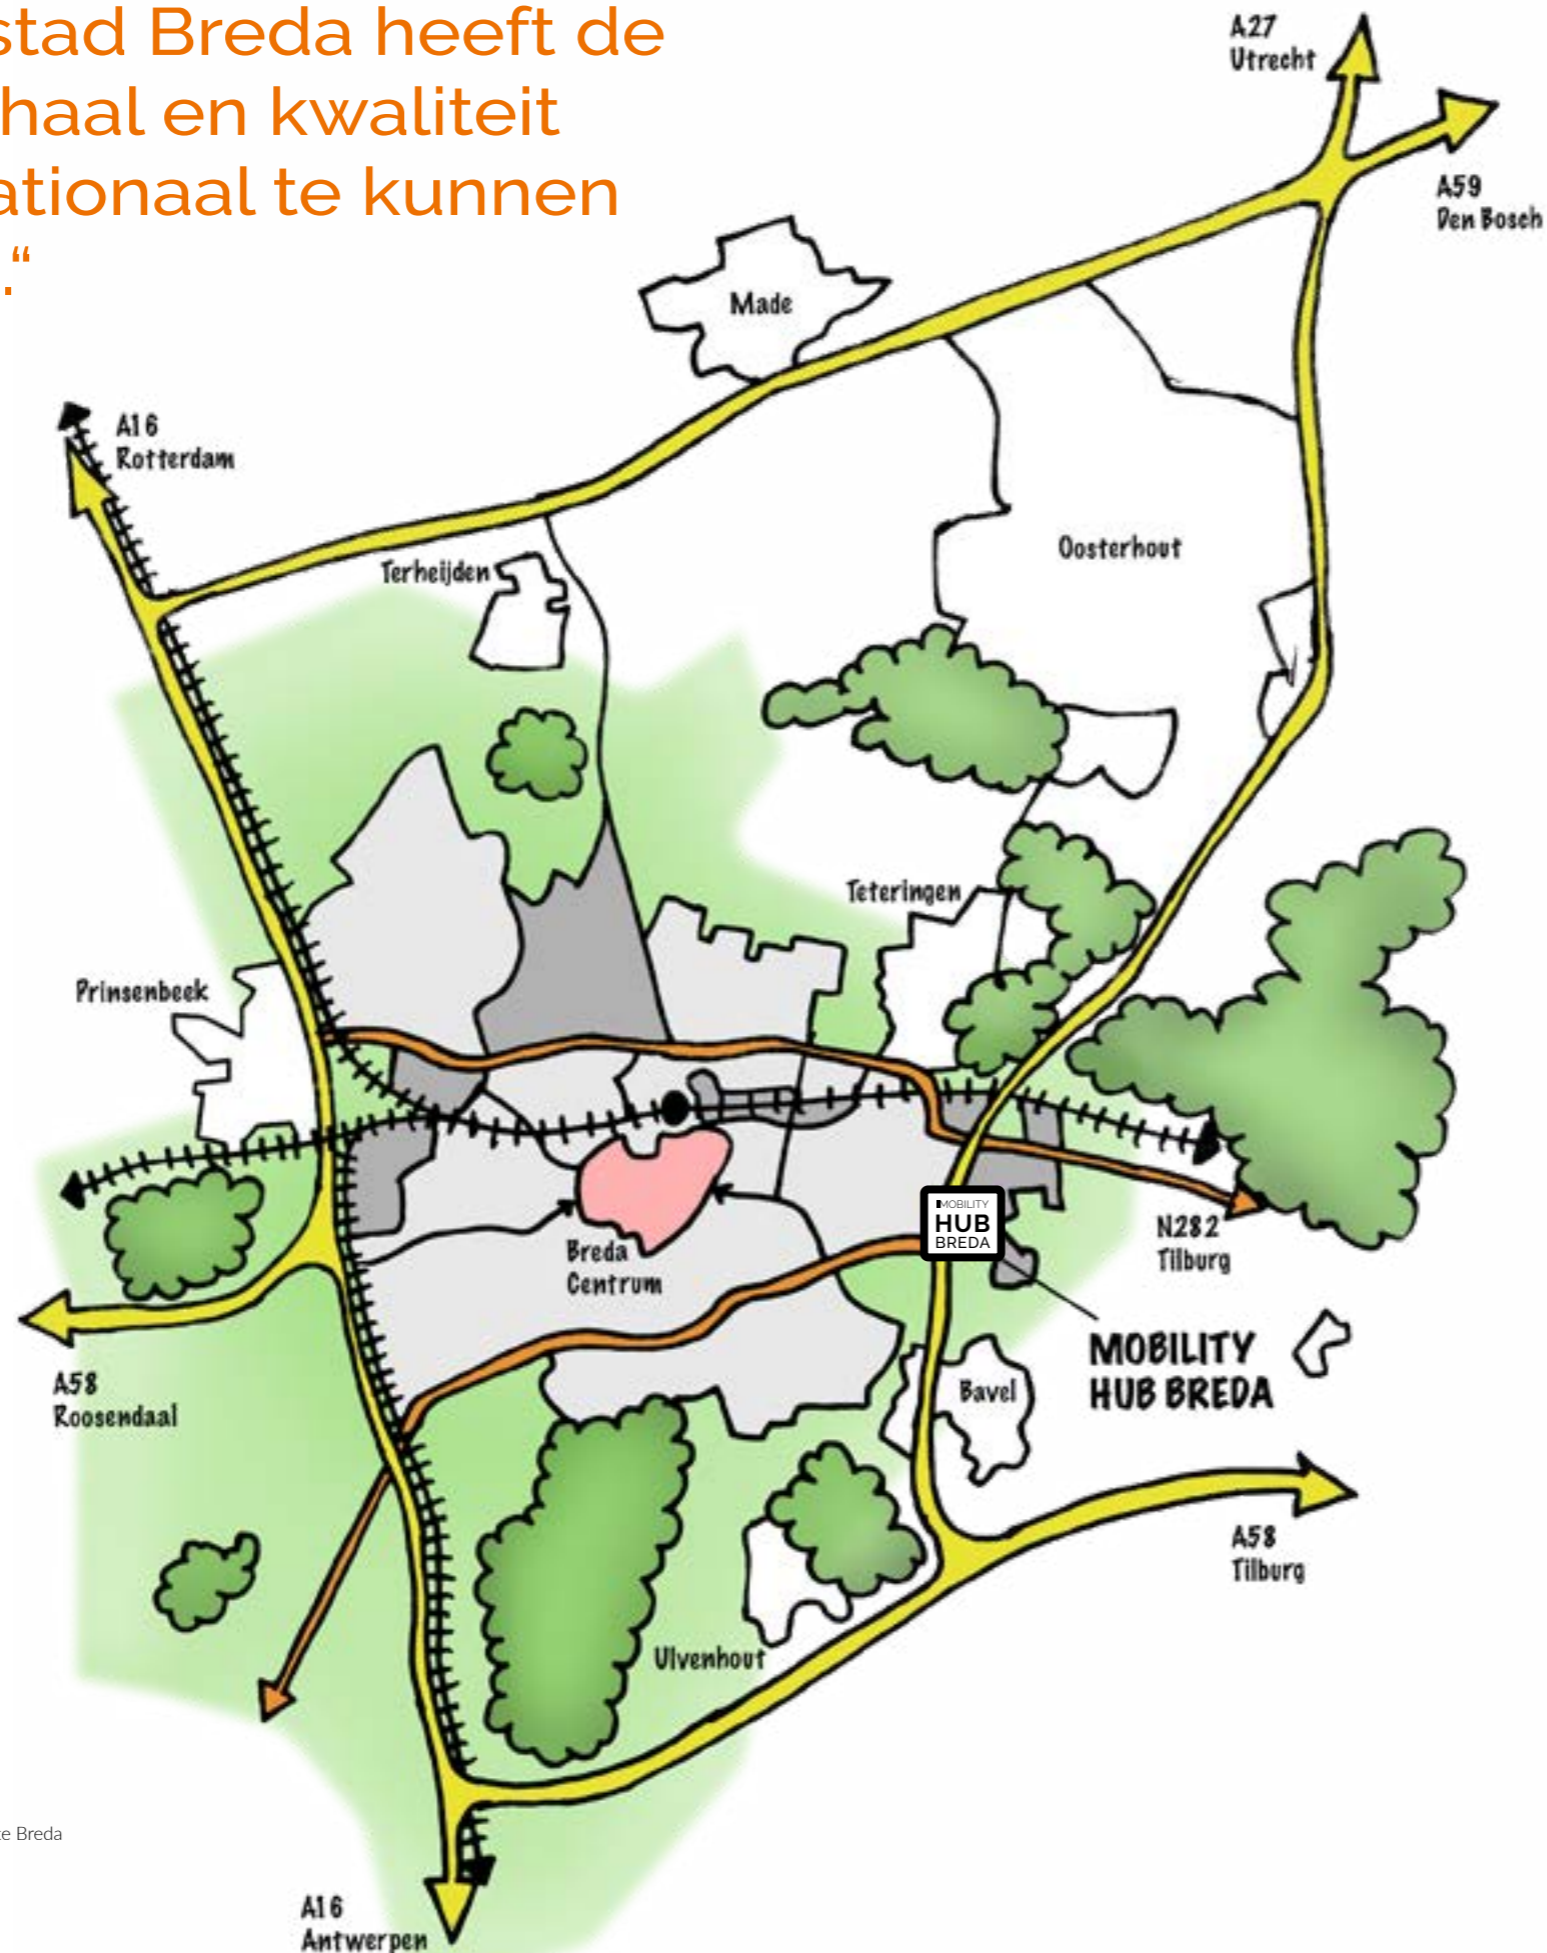 stad Breda heeft de
haal en kwaliteit
ationaal te kunnen
.“
A27
Utrecht
A59
Den Bosch
Made
A16
Rotterdam
Terheijden
Oosterhout
Teteringen
Prinsenbeek
MOBILITY
HUB
BREDA
N282
Tilburg
Breda
Centrum
MOBILITY
HUB BREDA
A58
Roosendaal
Bavel
A58
Tilburg
Ulvenhout
te Breda
A16
Antwerpen